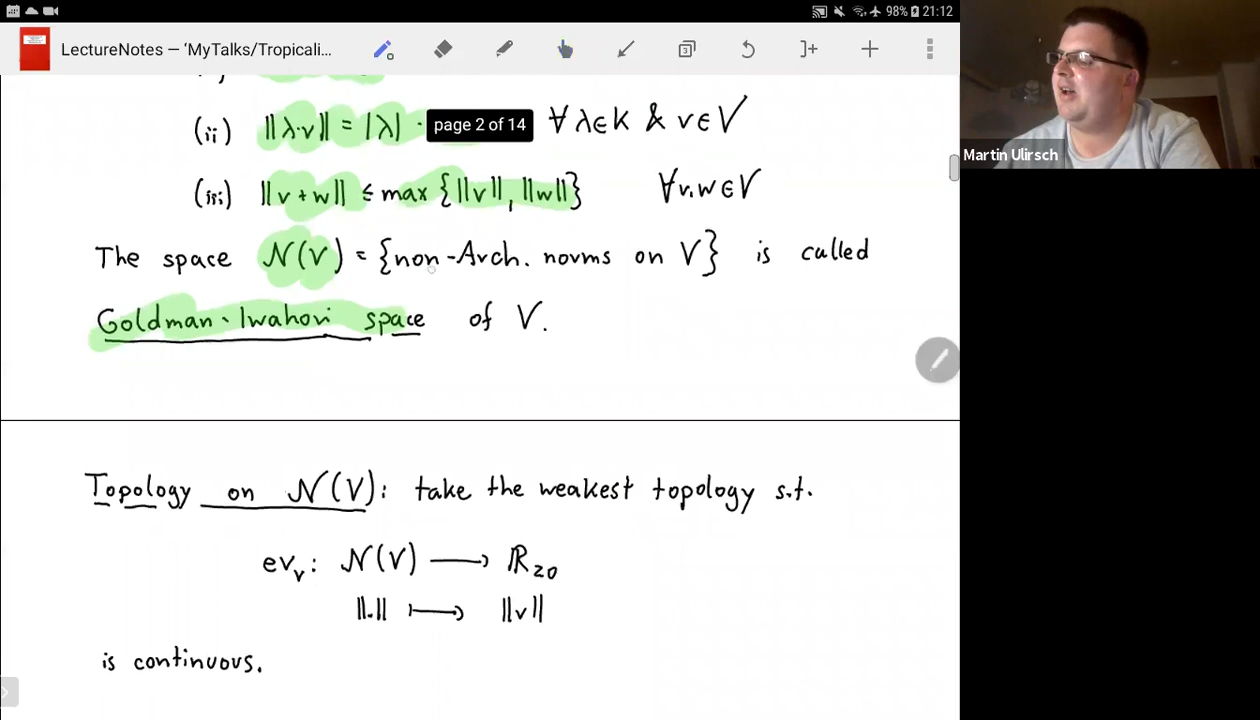 98% 21:12
LectureNotes – ‘MyTalks/Tropicali...
(ii) ||λ·v|| = |λ| · ∀ λ∈k & v∈V
page 2 of 14
(iii) ||v+w|| ≤ max {||v||, ||w||} ∀v,w∈V
The space N(V) = {non-Arch. norms on V} is called
Goldman-Iwahori space of V.
Topology on N(V): take the weakest topology s.t.
ev_v: N(V) ⟶ ℝ_≥0
||.|| ⟼ ||v||
is continuous.
Martin Ulirsch